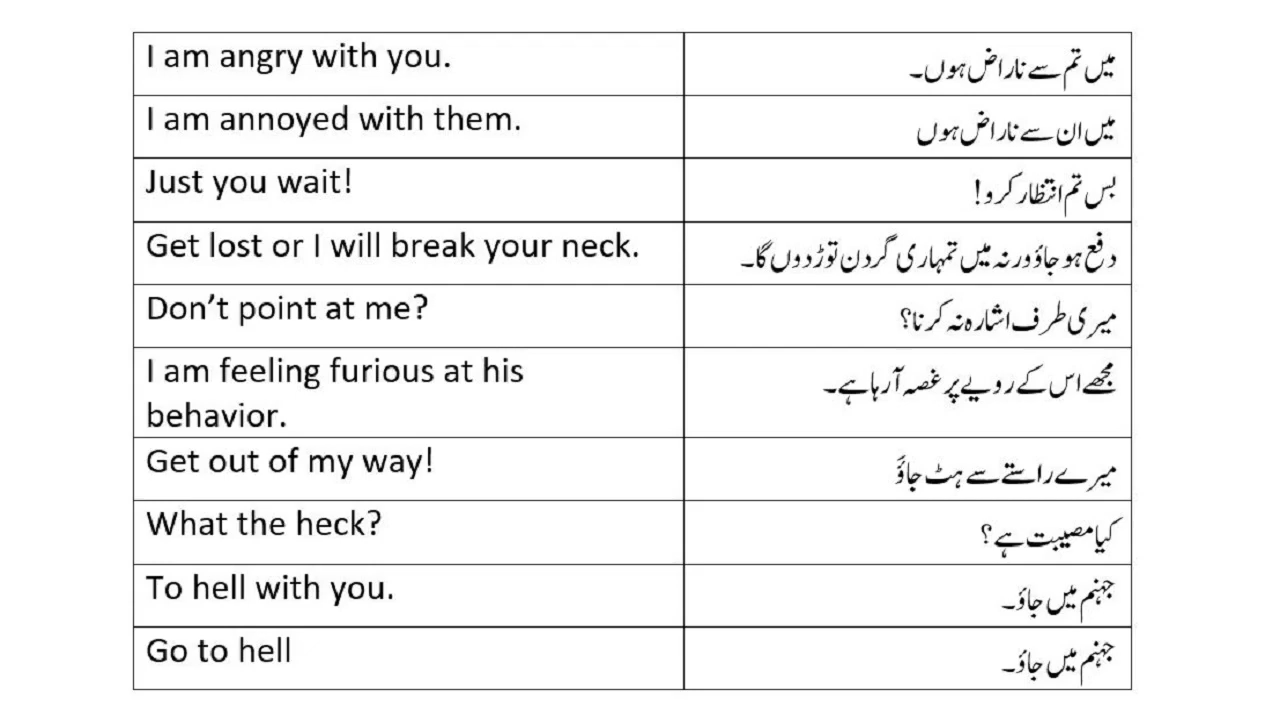 I am angry with you.
میں تم سے ناراض ہوں۔
I am annoyed with them.
میں ان سے ناراض ہوں
Just you wait!
بس تم انتظار کرو!
Get lost or I will break your neck.
دفع ہو جاؤ ورنہ میں تمہاری گردن توڑ دوں گا۔
Don’t point at me?
میری طرف اشارہ نہ کرنا؟
I am feeling furious at his
behavior.
مجھے اس کے رویے پر غصہ آ رہا ہے۔
Get out of my way!
میرے راستے سے ہٹ جاؤَ
What the heck?
کیا مصیبت ہے ؟
To hell with you.
جہنم میں جاؤ۔
Go to hell
جہنم میں جاؤ۔